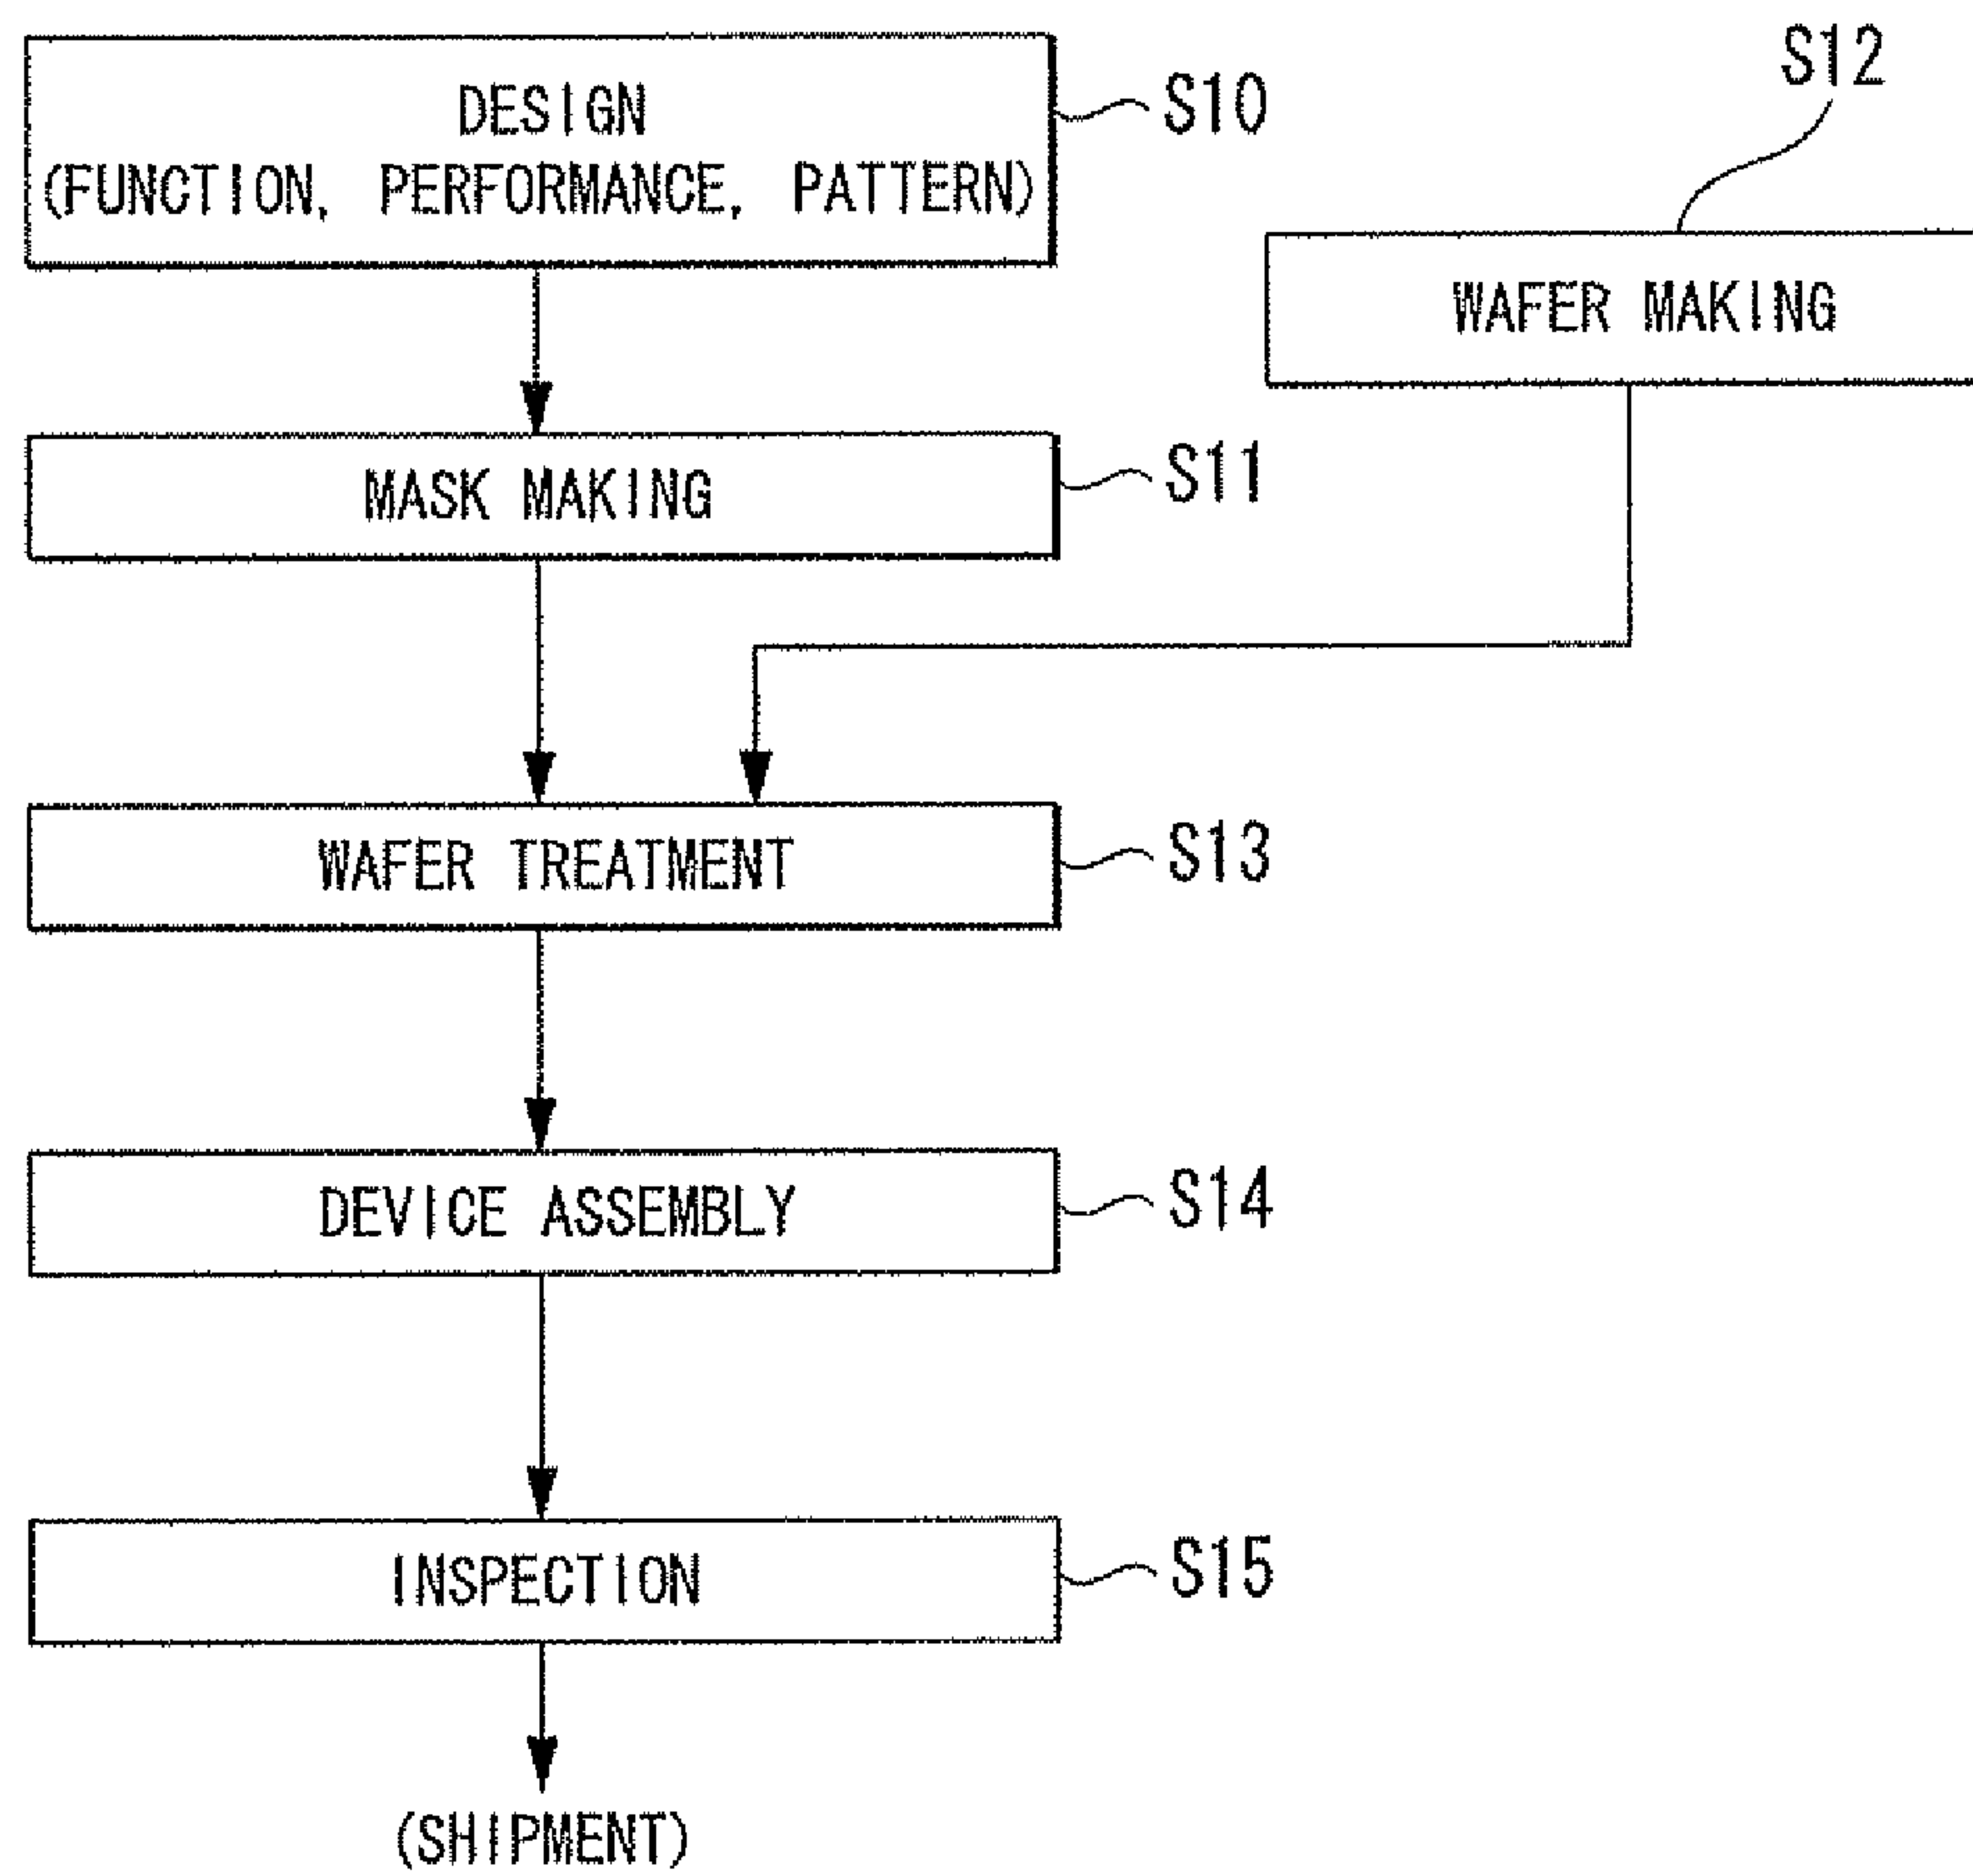 DESIGN
(FUNCTION, PERFORMANCE, PATTERN)
S10
S12
WAFER MAKING
MASK MAKING
S11
WAFER TREATMENT
S13
DEVICE ASSEMBLY
S14
INSPECTION
S15
(SHIPMENT)